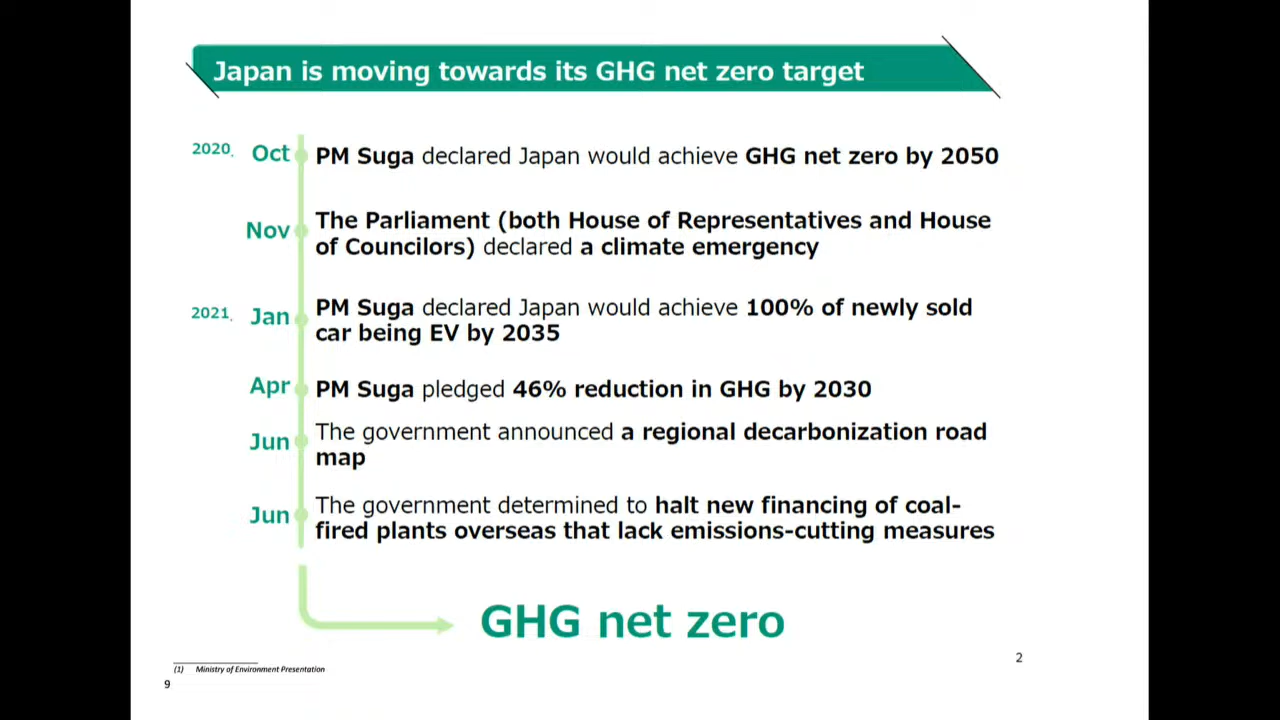 Japan is moving towards its GHG net zero target
2020. Oct PM Suga declared Japan would achieve GHG net zero by 2050
Nov The Parliament (both House of Representatives and House
of Councilors) declared a climate emergency
2021. Jan PM Suga declared Japan would achieve 100% of newly sold
car being EV by 2035
Apr PM Suga pledged 46% reduction in GHG by 2030
Jun The government announced a regional decarbonization road
map
Jun The government determined to halt new financing of coal-
fired plants overseas that lack emissions-cutting measures
GHG net zero
2
(1) Ministry of Environment Presentation
9